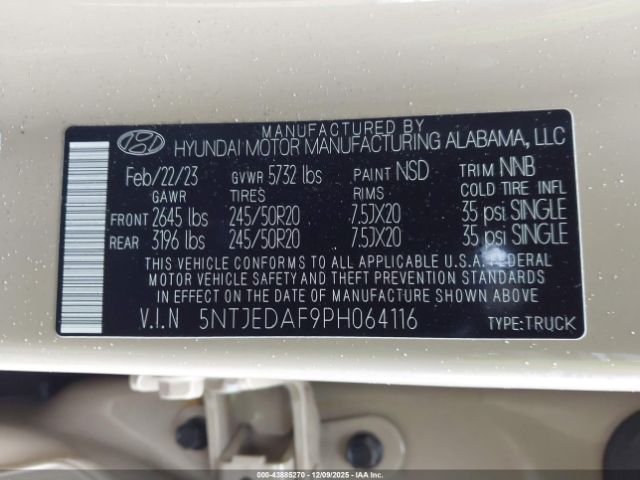 MANUFACTURED BY
HYUNDAI MOTOR MANUFACTURING ALABAMA, LLC
Feb/22/23 GVWR 5732 lbs PAINT NSD TRIM NNB
GAWR TIRES RIMS COLD TIRE INFL
FRONT 2645 lbs 245/50R20 7.5JX20 35 psi SINGLE
REAR 3196 lbs 245/50R20 7.5JX20 35 psi SINGLE
THIS VEHICLE CONFORMS TO ALL APPLICABLE U.S.A. FEDERAL
MOTOR VEHICLE SAFETY AND THEFT PREVENTION STANDARDS
IN EFFECT ON THE DATE OF MANUFACTURE SHOWN ABOVE
V.I.N 5NTJEDAF9PH064116 TYPE:TRUCK
000-43885270 - 12/09/2025 - IAAI.COM